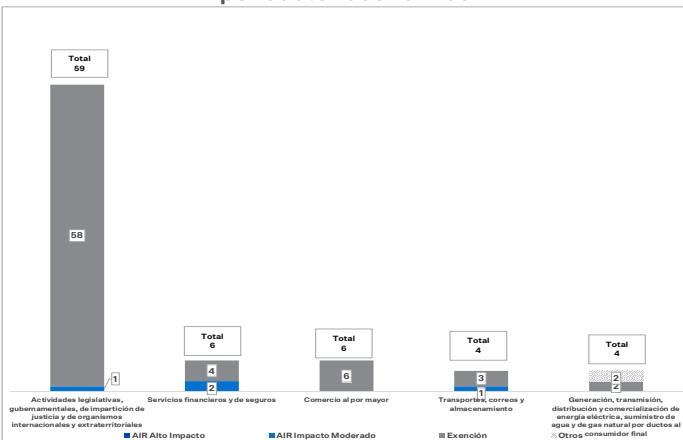 Total
59
58
1
Total
6
4
2
Total
6
6
Total
4
3
1
Total
4
2
2
Actividades legislativas,
gubernamentales, de impartición de
justicia y de organismos
internacionales y extraterritoriales
Servicios financieros y de seguros
Comercio al por mayor
Transportes, correos y
almacenamiento
Generación, transmisión,
distribución y comercialización de
energía eléctrica, suministro de
agua y de gas natural por ductos al
consumidor final
AIR Alto Impacto
AIR Impacto Moderado
Exención
Otros